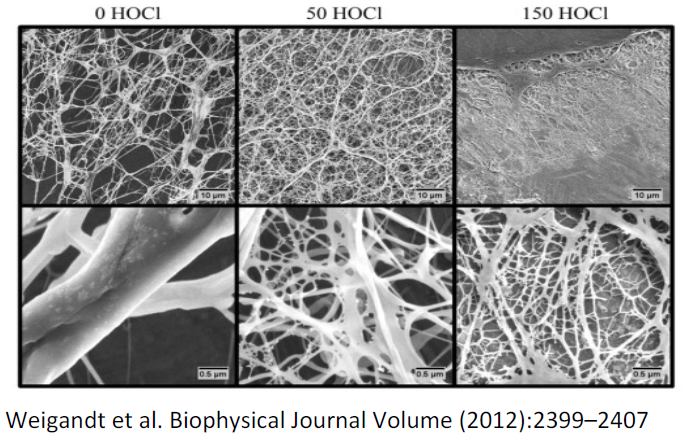 0 HOCl 50 HOCl 150 HOCl
10 μm 10 μm 10 μm
0.5 μm 0.5 μm 0.5 μm
Weigandt et al. Biophysical Journal Volume (2012):2399–2407